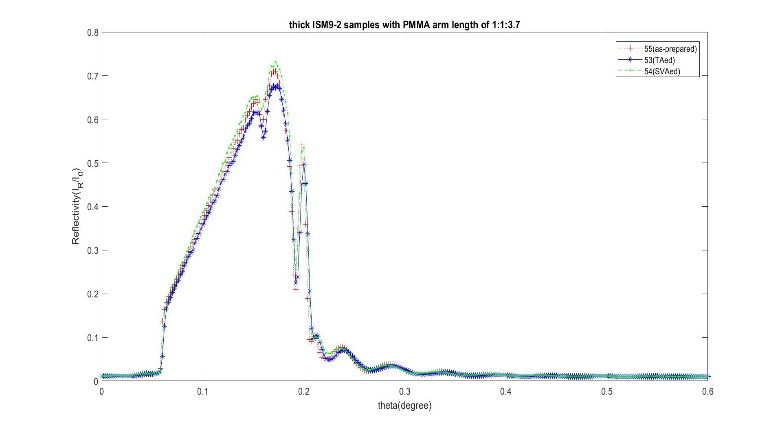 thick ISM9-2 samples with PMMA arm length of 1:1:3.7
0.8
0.7
0.6
0.5
0.4
0.3
0.2
0.1
0
Reflectivity(I_R/I_0)
55(as-prepared)
53(TAed)
54(SVAed)
0 0.1 0.2 0.3 0.4 0.5 0.6
theta(degree)